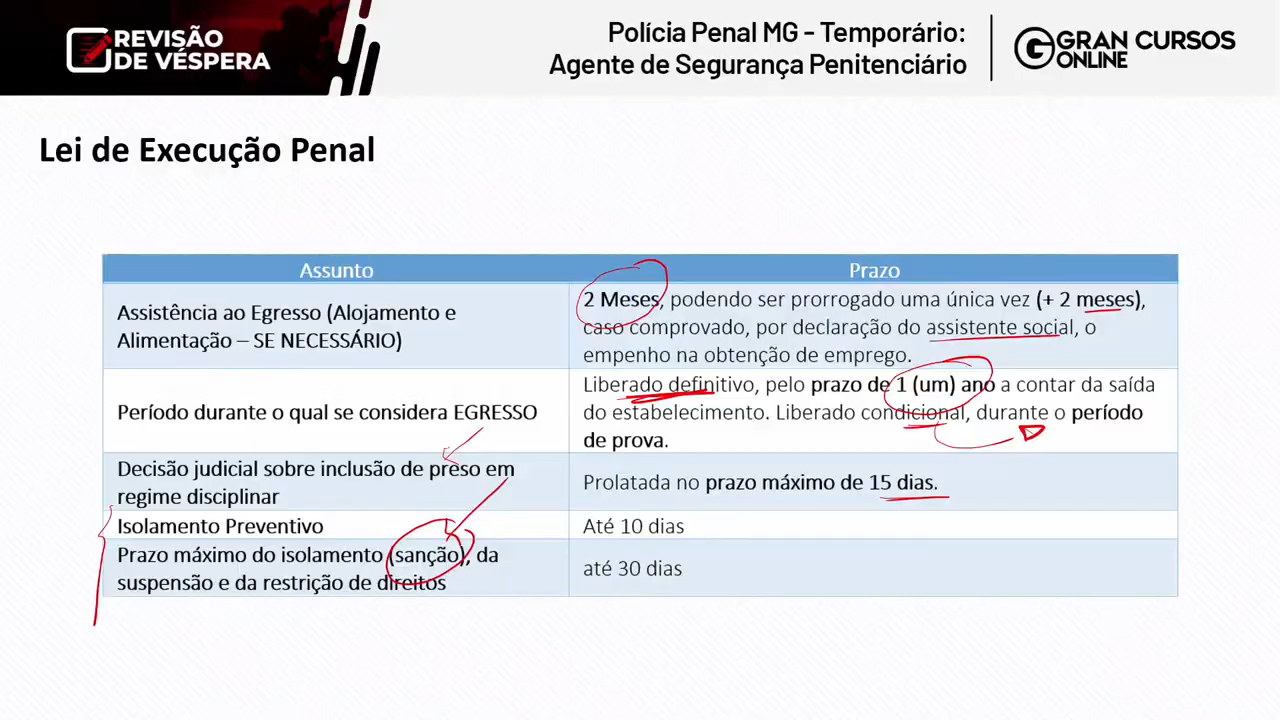 REVISÃO
DE VÉSPERA
Polícia Penal MG - Temporário:
Agente de Segurança Penitenciário
GRAN CURSOS
ONLINE
Lei de Execução Penal
Assunto
Prazo
Assistência ao Egresso (Alojamento e
Alimentação – SE NECESSÁRIO)
2 Meses, podendo ser prorrogado uma única vez (+ 2 meses),
caso comprovado, por declaração do assistente social, o
empenho na obtenção de emprego.
Período durante o qual se considera EGRESSO
Liberado definitivo, pelo prazo de 1 (um) ano a contar da saída
do estabelecimento. Liberado condicional, durante o período
de prova.
Decisão judicial sobre inclusão de preso em
regime disciplinar
Prolatada no prazo máximo de 15 dias.
Isolamento Preventivo
Até 10 dias
Prazo máximo do isolamento (sanção), da
suspensão e da restrição de direitos
até 30 dias